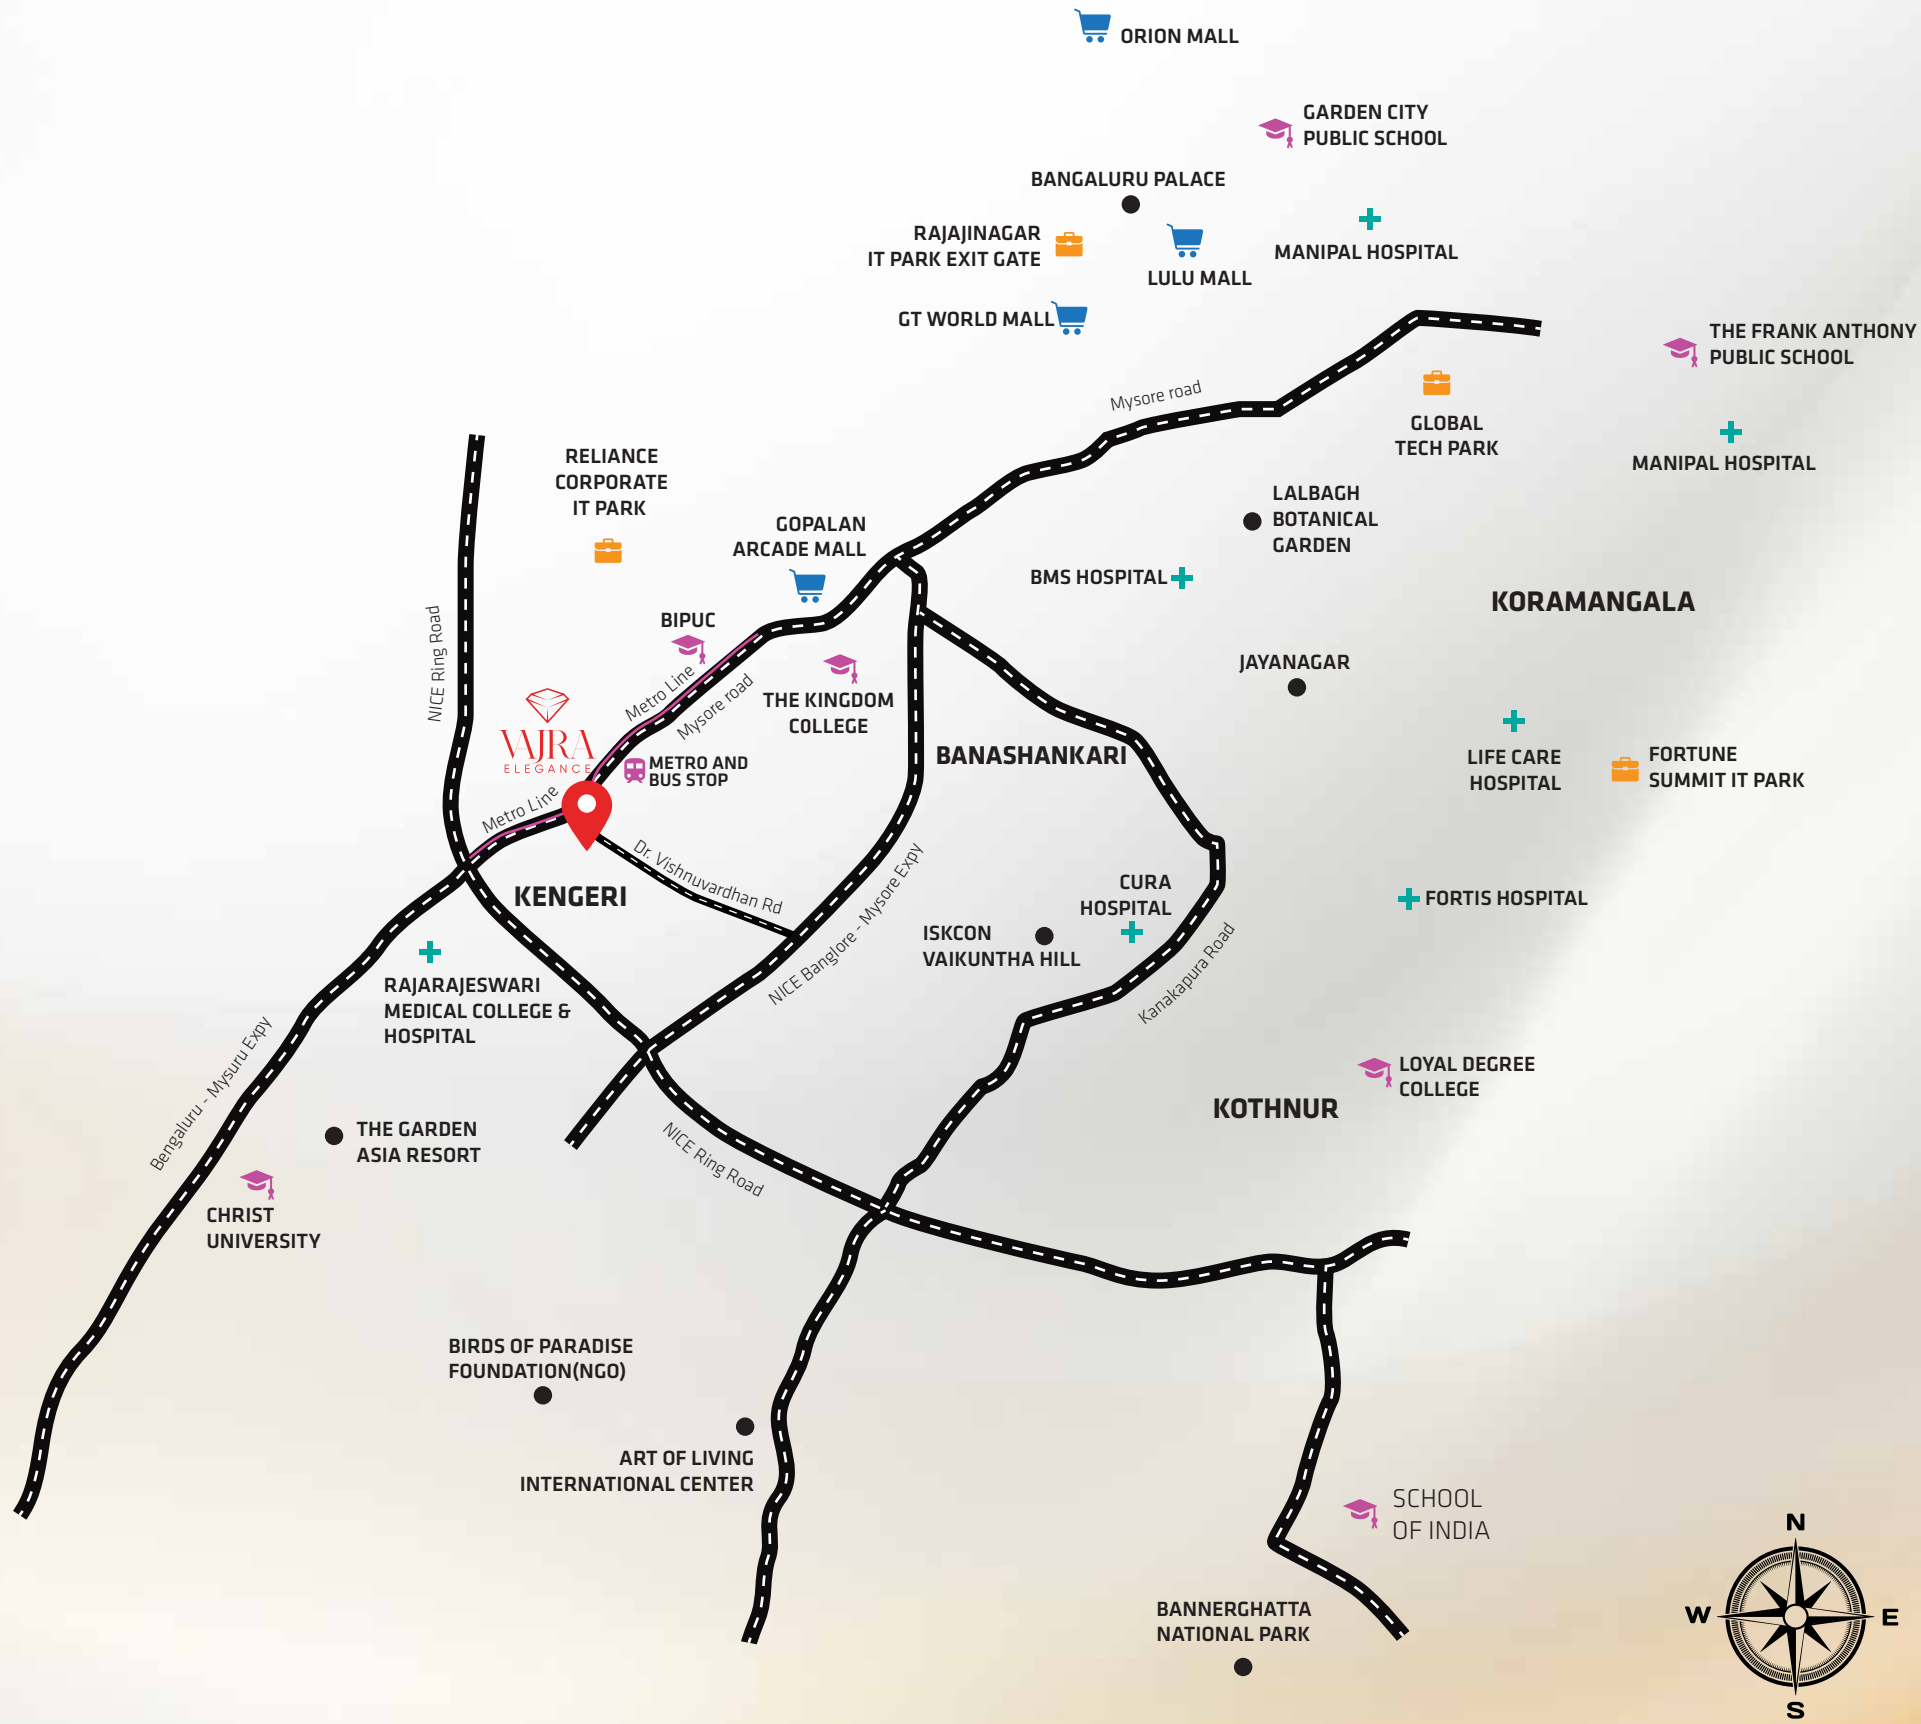 ORION MALL
GARDEN CITY
PUBLIC SCHOOL
BANGALURU PALACE
RAJAJINAGAR
IT PARK EXIT GATE
LULU MALL
MANIPAL HOSPITAL
GT WORLD MALL
THE FRANK ANTHONY
PUBLIC SCHOOL
Mysore road
GLOBAL
TECH PARK
MANIPAL HOSPITAL
RELIANCE
CORPORATE
IT PARK
GOPALAN
ARCADE MALL
LALBAGH
BOTANICAL
GARDEN
BMS HOSPITAL
KORAMANGALA
NICE Ring Road
BIPUC
Metro Line
Mysore road
THE KINGDOM
COLLEGE
JAYANAGAR
VAJRA
ELEGANCE
METRO AND
BUS STOP
BANASHANKARI
LIFE CARE
HOSPITAL
FORTUNE
SUMMIT IT PARK
Metro Line
Dr. Vishnuvardhan Rd
KENGERI
NICE Banglore - Mysore Expy
CURA
HOSPITAL
FORTIS HOSPITAL
ISKCON
VAIKUNTHA HILL
Kanakapura Road
RAJARAJESWARI
MEDICAL COLLEGE &
HOSPITAL
Bengaluru - Mysuru Expy
LOYAL DEGREE
COLLEGE
KOTHNUR
THE GARDEN
ASIA RESORT
NICE Ring Road
CHRIST
UNIVERSITY
BIRDS OF PARADISE
FOUNDATION(NGO)
ART OF LIVING
INTERNATIONAL CENTER
SCHOOL
OF INDIA
BANNERGHATTA
NATIONAL PARK
N
W
E
S